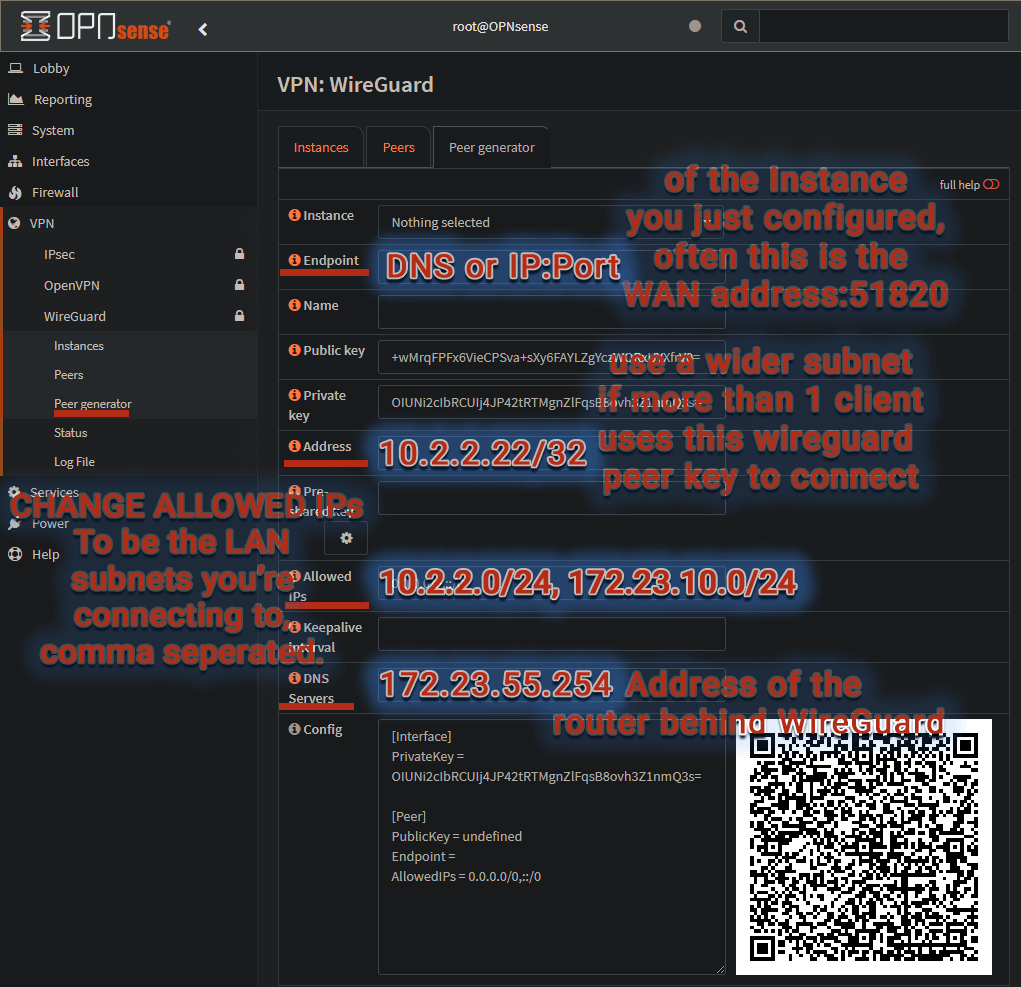 OPNsense®
root@OPNsense
Lobby
Reporting
System
Interfaces
Firewall
VPN
IPsec
OpenVPN
WireGuard
Instances
Peers
Peer generator
Status
Log File
Services
Power
Help
CHANGE ALLOWED IPs
To be the LAN
subnets you're
connecting to,
comma seperated.
VPN: WireGuard
Instances
Peers
Peer generator
full help
Instance
Nothing selected
of the Instance
you just configured,
often this is the
WAN address:51820
Endpoint
DNS or IP:Port
Name
Public key
use a wider subnet
if more than 1 client
uses this wireguard
peer key to connect
Private
key
Address
10.2.2.22/32
Pre-
shared key
Allowed
IPs
10.2.2.0/24, 172.23.10.0/24
Keepalive
interval
DNS
Servers
172.23.55.254
Address of the
router behind WireGuard
Config
[Interface]
PrivateKey =
OIUNi2cIbRCUIj4JP42tRTMgnZlFqsB8ovh3Z1nmQ3s=
[Peer]
PublicKey = undefined
Endpoint =
AllowedIPs = 0.0.0.0/0,::/0